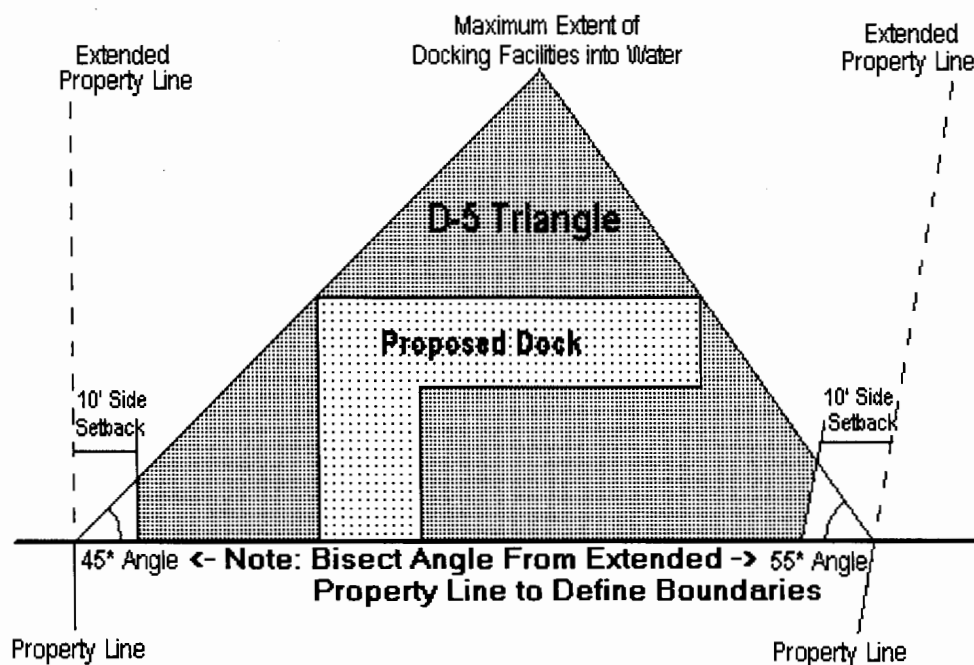 Maximum Extent of
Docking Facilities into Water
Extended
Property Line
Extended
Property Line
D-5 Triangle
Proposed Dock
10' Side
Setback
10' Side
Setback
45* Angle <- Note: Bisect Angle From Extended -> 55* Angle
Property Line to Define Boundaries
Property Line
Property Line